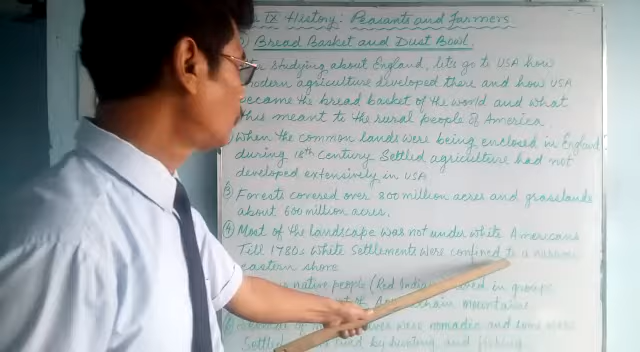 IX History: Peasants and Farmers
Bread Basket and Dust Bowl
studying about England, lets go to USA how
modern agriculture developed there and how USA
became the bread basket of the world and what
this meant to the rural people of America.
When the common lands were being enclosed in England
during 18th Century Settled agriculture had not
developed extensively in USA
③ Forests covered over 800 million acres and grasslands
about 600 million acres.
④ Most of the landscape was not under white Americans
Till 1780s White Settlements were confined to a narrow
eastern shore
native people (Red in groups
mountains
were nomadic and some were
Settled by hunting and fishing